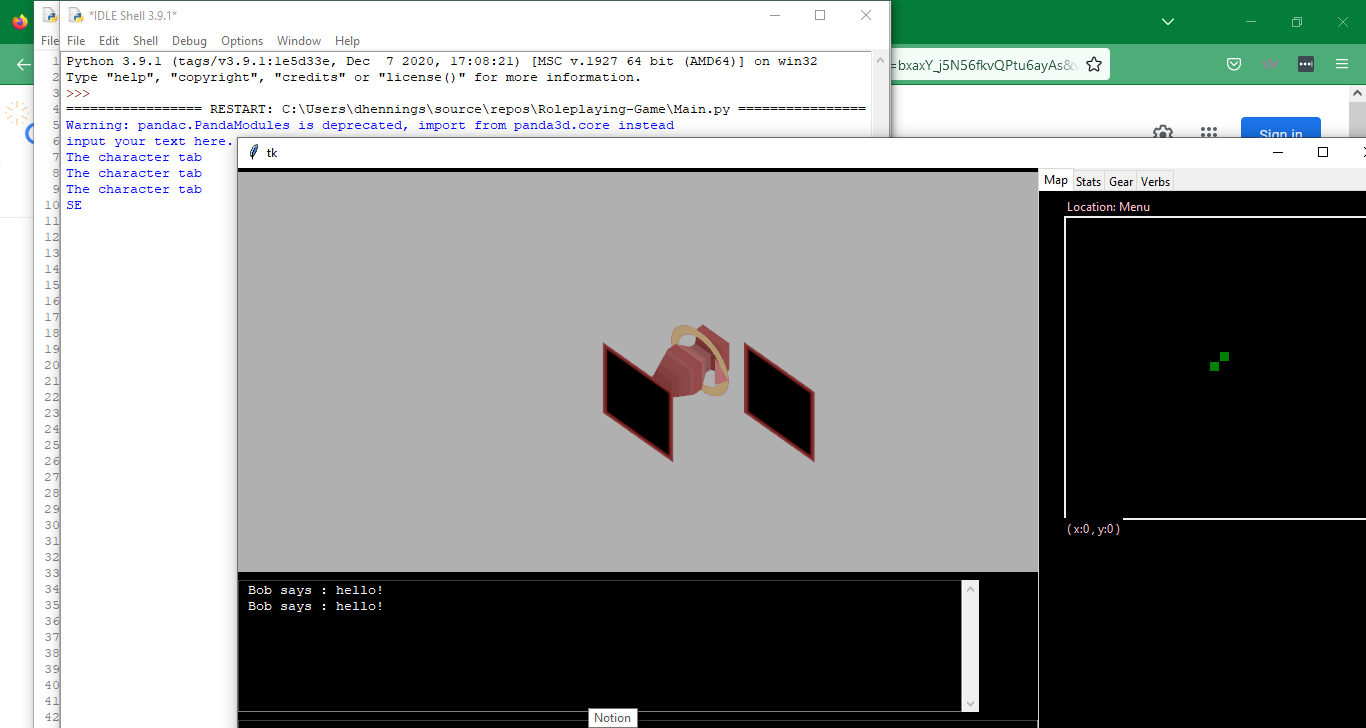 *IDLE Shell 3.9.1*
File
File Edit Shell Debug Options Window Help
=bxaxY_j5N56fkvQPtu6ayAs&
Python 3.9.1 (tags/v3.9.1:1e5d33e, Dec  7 2020, 17:08:21) [MSC v.1927 64 bit (AMD64)] on win32
Type "help", "copyright", "credits" or "license()" for more information.
>>>
================= RESTART: C:\Users\dhennings\source\repos\Roleplaying-Game\Main.py ================
Warning: pandac.PandaModules is deprecated, import from panda3d.core instead
input your text here.
The character tab
The character tab
The character tab
SE
1
2
3
4
5
6
7
8
9
10
11
12
13
14
15
16
17
18
19
20
21
22
23
24
25
26
27
28
29
30
31
32
33
34
35
36
37
38
39
40
41
42
Sign in
tk
Map Stats Gear Verbs
Location: Menu
( x:0 , y:0 )
Bob says : hello!
Bob says : hello!
Notion